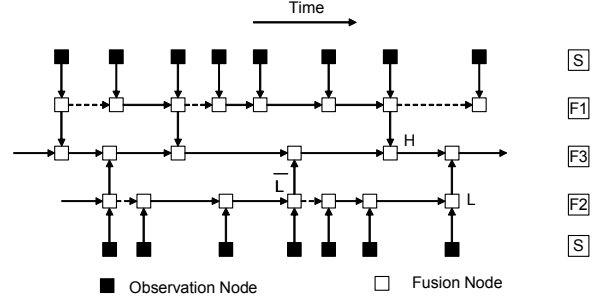 Time
S
F1
H
F3
L̅
L
F2
S
Observation Node
Fusion Node